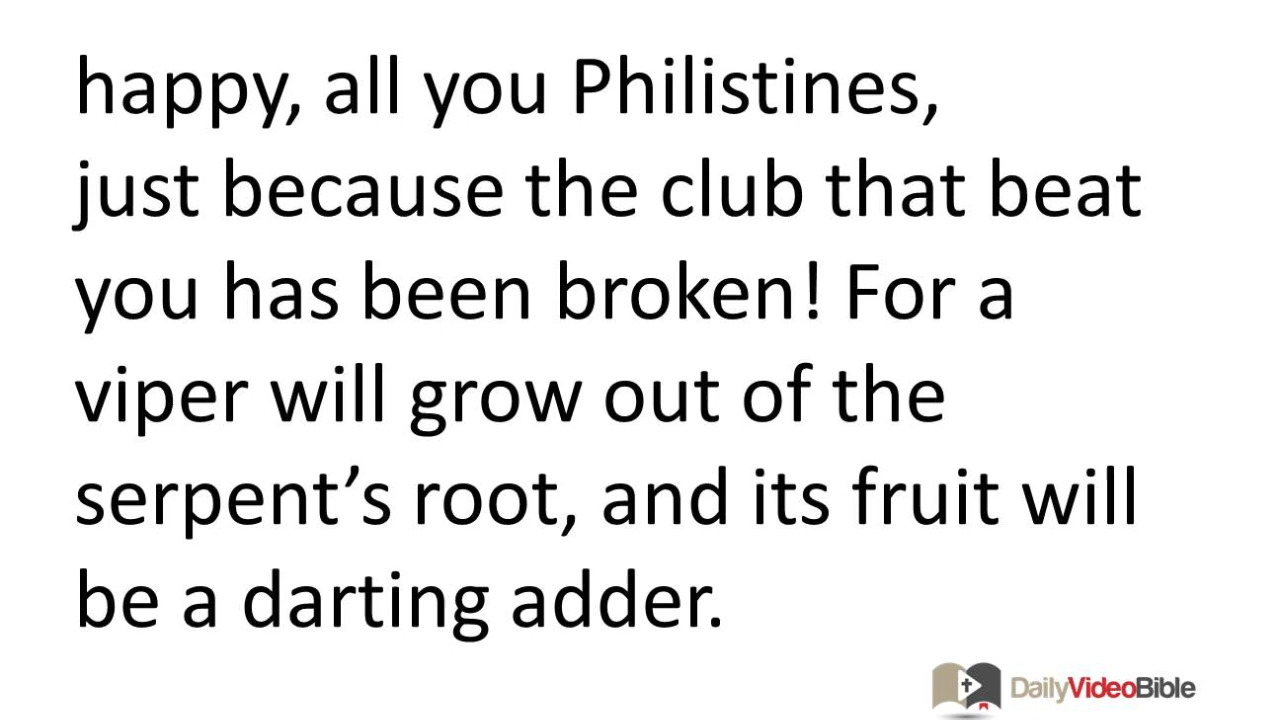 happy, all you Philistines,
just because the club that beat
you has been broken! For a
viper will grow out of the
serpent’s root, and its fruit will
be a darting adder.
DailyVideoBible